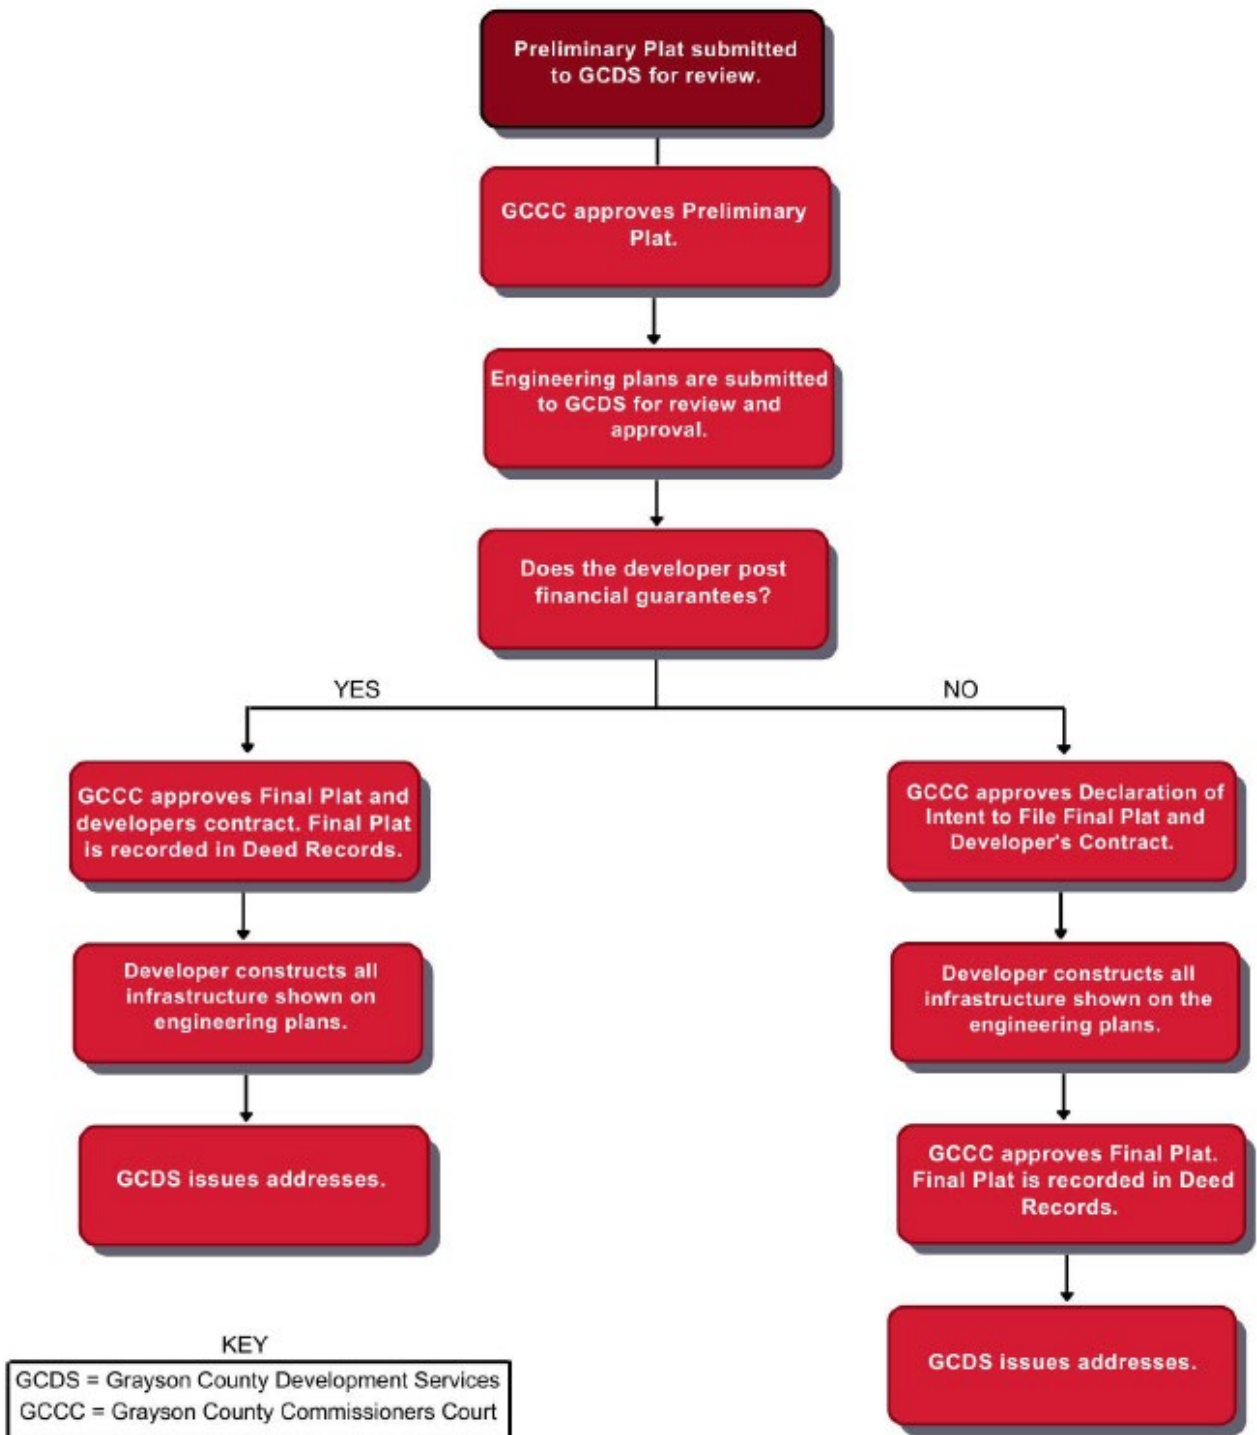 Preliminary Plat submitted
to GCDS for review.
GCCC approves Preliminary
Plat.
Engineering plans are submitted
to GCDS for review and
approval.
Does the developer post
financial guarantees?
YES
NO
GCCC approves Final Plat and
developers contract. Final Plat
is recorded in Deed Records.
GCCC approves Declaration of
Intent to File Final Plat and
Developer's Contract.
Developer constructs all
infrastructure shown on
engineering plans.
Developer constructs all
infrastructure shown on the
engineering plans.
GCDS issues addresses.
GCCC approves Final Plat.
Final Plat is recorded in Deed
Records.
GCDS issues addresses.
KEY
GCDS = Grayson County Development Services
GCCC = Grayson County Commissioners Court